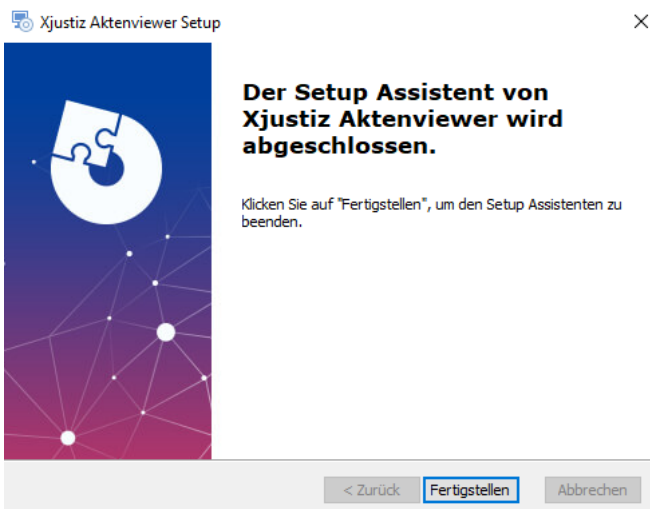 Xjustiz Aktenviewer Setup
Der Setup Assistent von
Xjustiz Aktenviewer wird
abgeschlossen.
Klicken Sie auf "Fertigstellen", um den Setup Assistenten zu
beenden.
< Zurück Fertigstellen Abbrechen